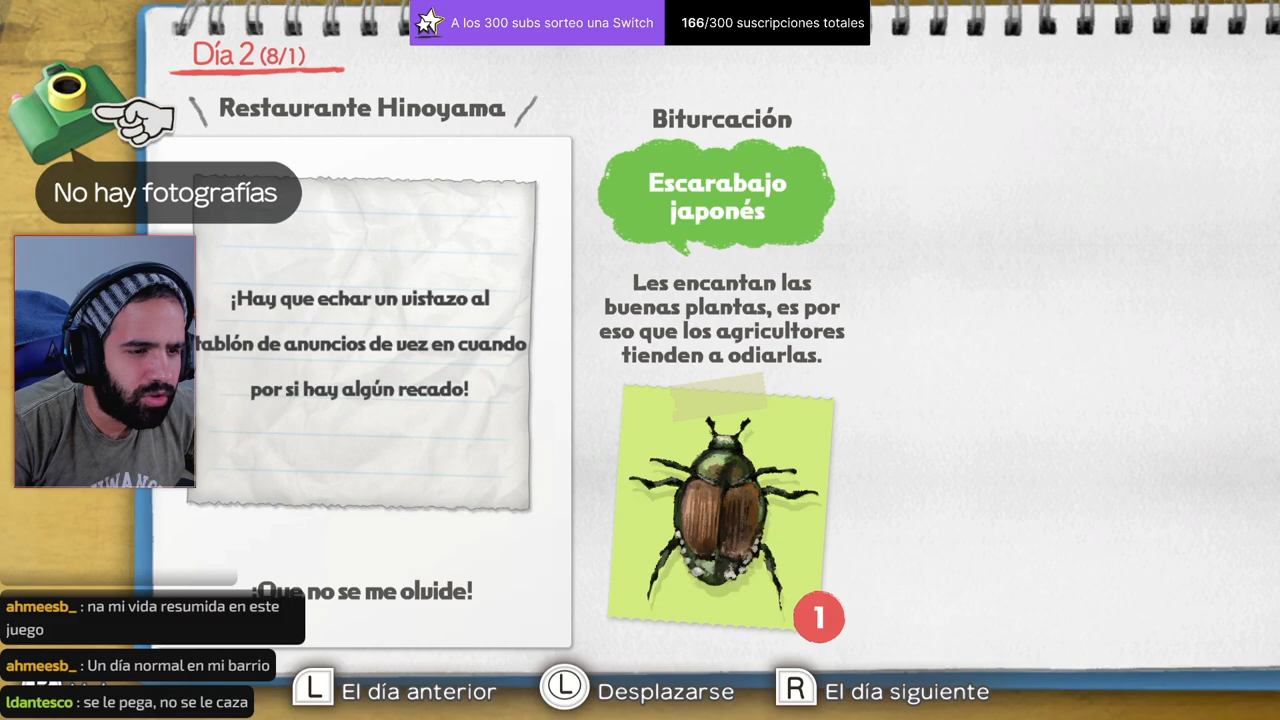 A los 300 subs sorteo una Switch
166/300 suscripciones totales
Día 2 (8/1)
Restaurante Hinoyama
No hay fotografías
¡Hay que echar un vistazo al
tablón de anuncios de vez en cuando
por si hay algún recado!
¡Que no se me olvide!
Biturcación
Escarabajo
japonés
Les encantan las
buenas plantas, es por
eso que los agricultores
tienden a odiarlas.
1
ahmeesb_ : na mi vida resumida en este
juego
ahmeesb_ : Un día normal en mi barrio
ldantesco : se le pega, no se le caza
L El día anterior
L Desplazarse
R El día siguiente